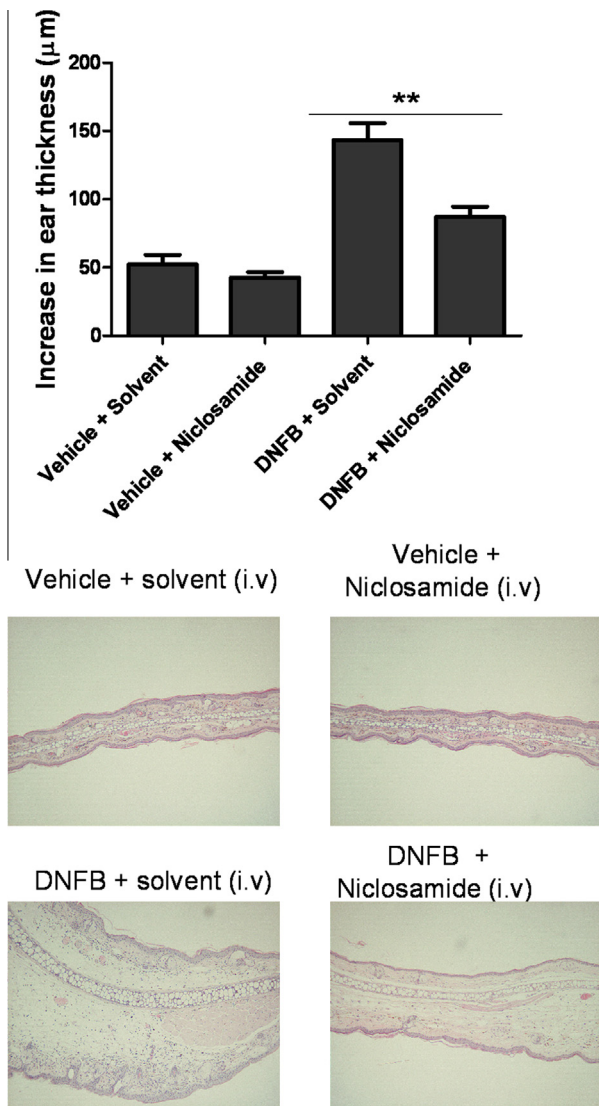 Increase in ear thickness (μm)
200
150
100
50
0
**
Vehicle + Solvent
Vehicle + Niclosamide
DNFB + Solvent
DNFB + Niclosamide
Vehicle + solvent (i.v)
Vehicle +
Niclosamide (i.v)
DNFB + solvent (i.v)
DNFB +
Niclosamide (i.v)